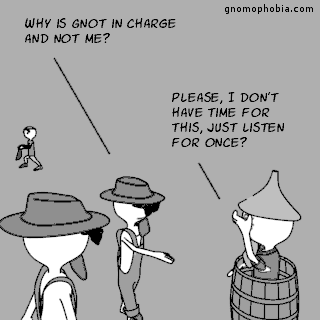 gnomophobia.com
WHY IS GNOT IN CHARGE
AND NOT ME?
PLEASE, I DON'T
HAVE TIME FOR
THIS, JUST LISTEN
FOR ONCE?